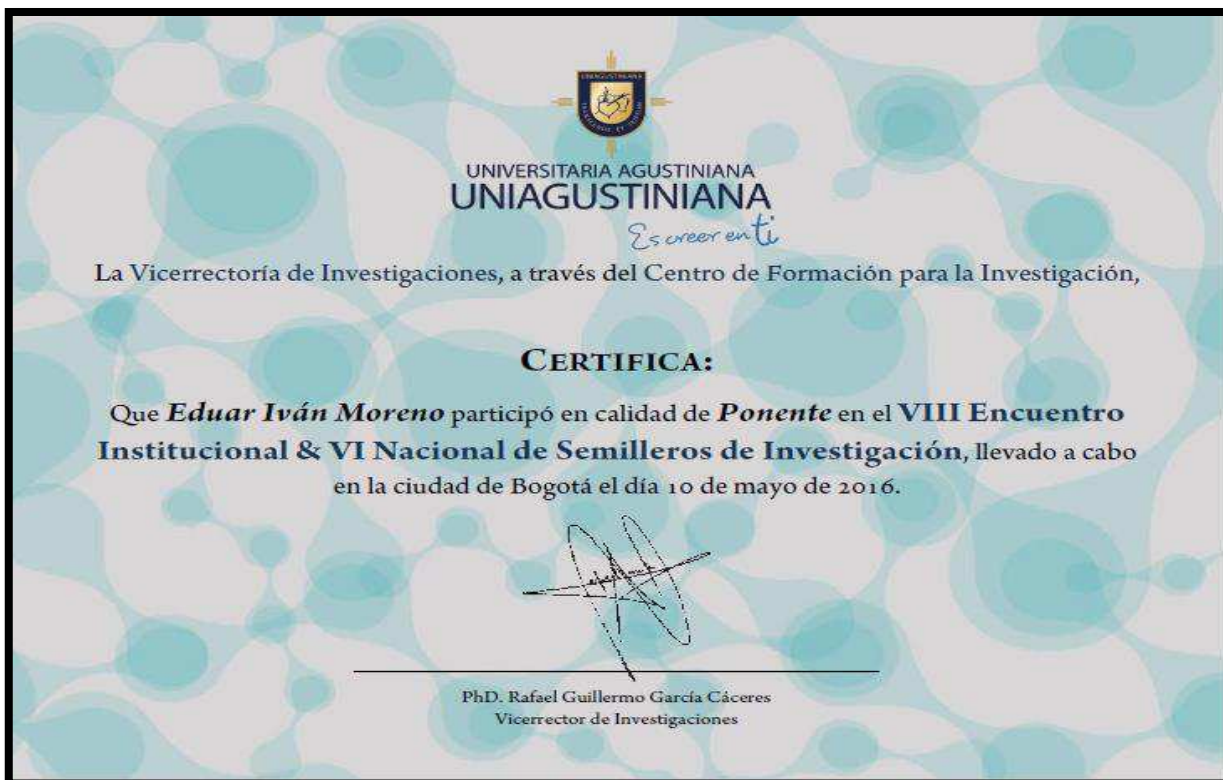 UNIAGUSTINIANA
UNIVERSITARIA AGUSTINIANA
UNIAGUSTINIANA
Es creer en ti
La Vicerrectoría de Investigaciones, a través del Centro de Formación para la Investigación,
CERTIFICA:
Que Eduar Iván Moreno participó en calidad de Ponente en el VIII Encuentro
Institucional & VI Nacional de Semilleros de Investigación, llevado a cabo
en la ciudad de Bogotá el día 10 de mayo de 2016.
PhD. Rafael Guillermo García Cáceres
Vicerrector de Investigaciones